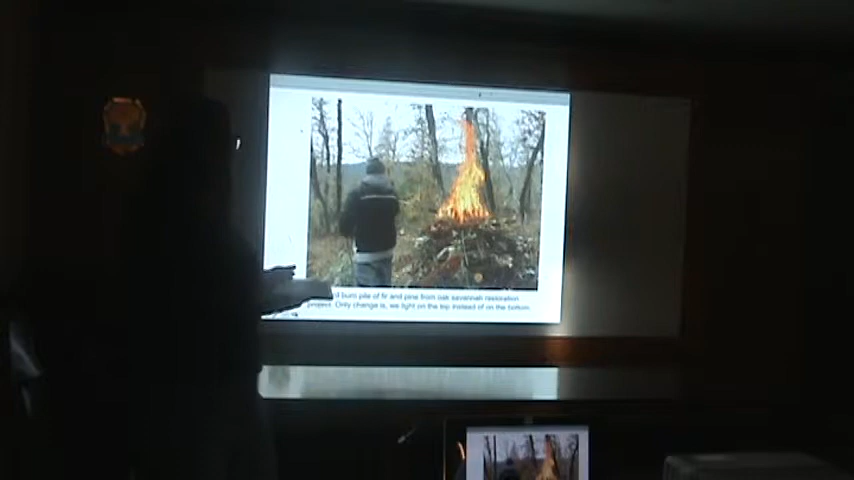 burn pile of fir and pine from oak savannah restoration
project. Only change is, we light on the top instead of on the bottom